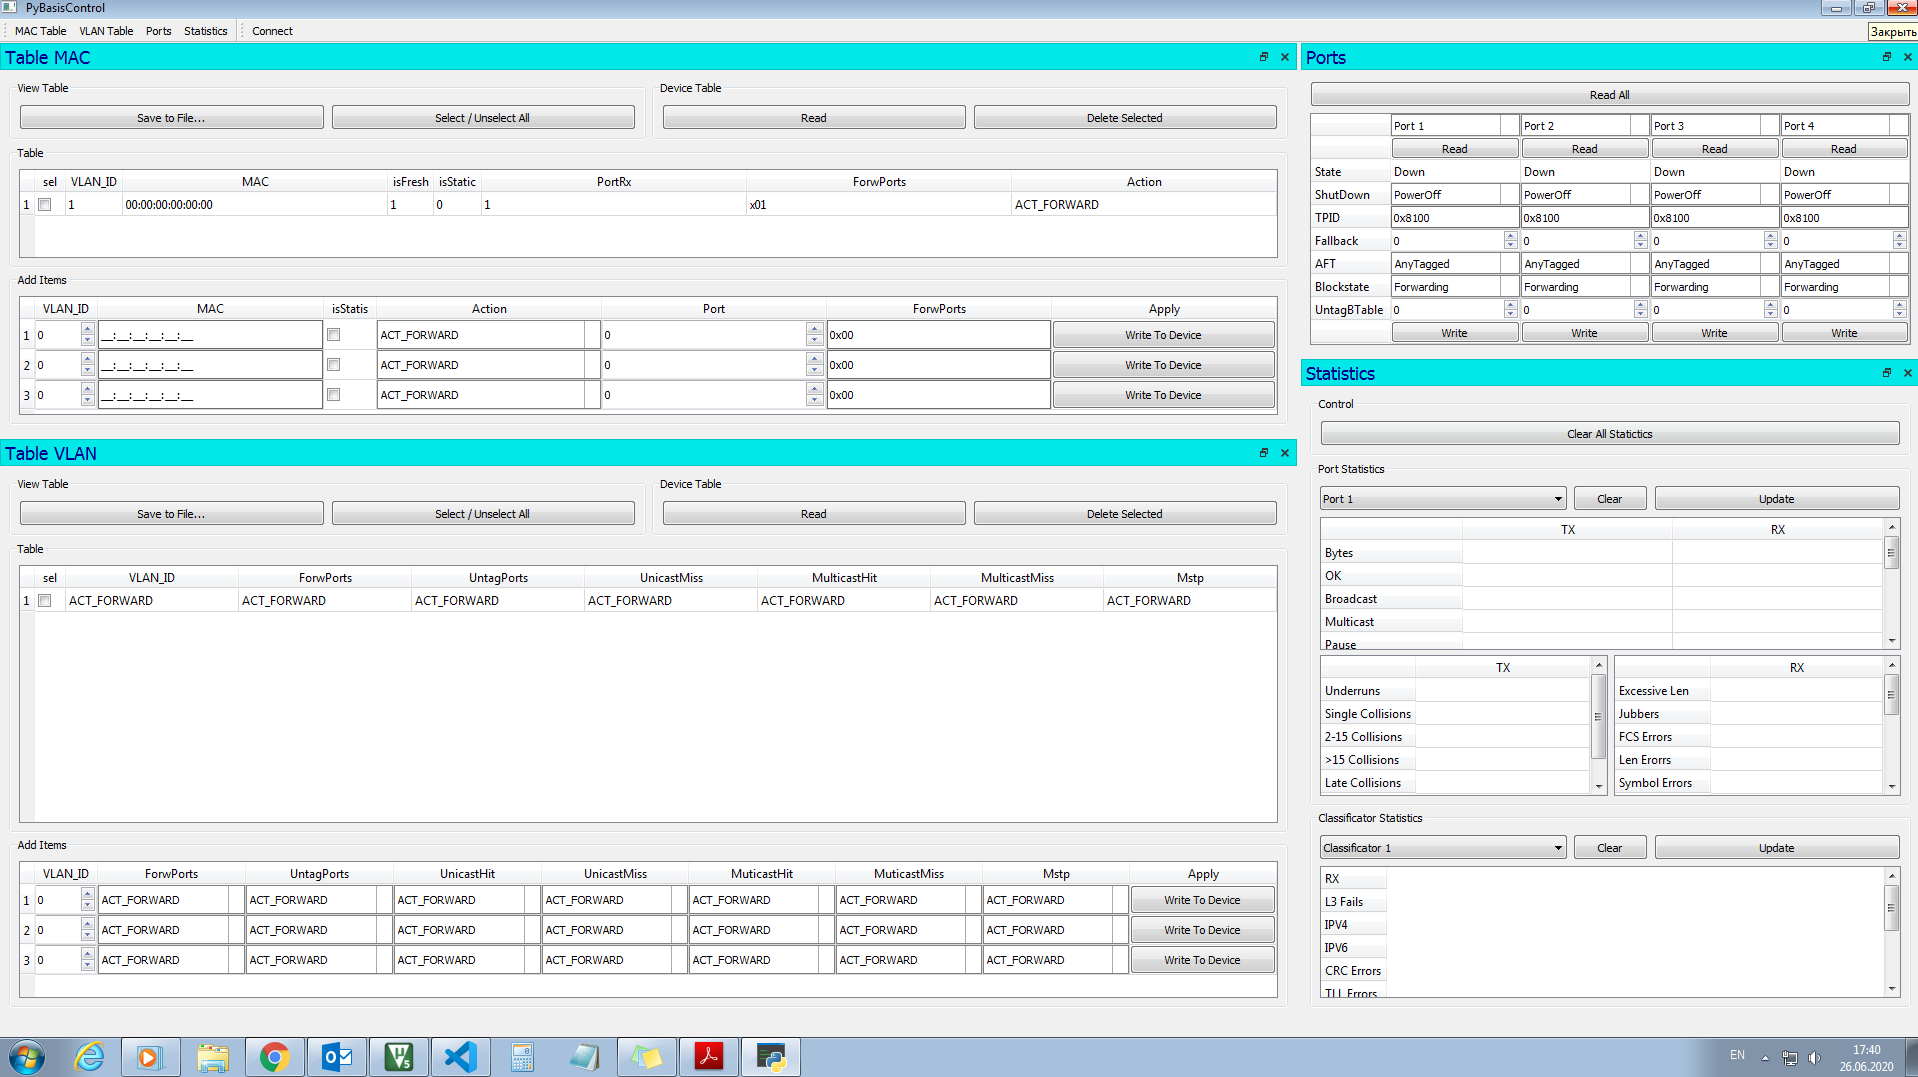 PyBasisControl
MAC Table VLAN Table Ports Statistics Connect
Закрыть
Table MAC
View Table
Save to File... Select / Unselect All
Device Table
Read Delete Selected
Table
sel VLAN_ID MAC isFresh isStatic PortRx ForwPorts Action
1 1 00:00:00:00:00:00 1 0 1 x01 ACT_FORWARD
Add Items
VLAN_ID MAC isStatis Action Port ForwPorts Apply
1 0 __:__:__:__:__:__ ACT_FORWARD 0 0x00 Write To Device
2 0 __:__:__:__:__:__ ACT_FORWARD 0 0x00 Write To Device
3 0 __:__:__:__:__:__ ACT_FORWARD 0 0x00 Write To Device
Table VLAN
View Table
Save to File... Select / Unselect All
Device Table
Read Delete Selected
Table
sel VLAN_ID ForwPorts UntagPorts UnicastMiss MulticastHit MulticastMiss Mstp
1 ACT_FORWARD ACT_FORWARD ACT_FORWARD ACT_FORWARD ACT_FORWARD ACT_FORWARD ACT_FORWARD
Add Items
VLAN_ID ForwPorts UntagPorts UnicastHit UnicastMiss MuticastHit MuticastMiss Mstp Apply
1 0 ACT_FORWARD ACT_FORWARD ACT_FORWARD ACT_FORWARD ACT_FORWARD ACT_FORWARD ACT_FORWARD Write To Device
2 0 ACT_FORWARD ACT_FORWARD ACT_FORWARD ACT_FORWARD ACT_FORWARD ACT_FORWARD ACT_FORWARD Write To Device
3 0 ACT_FORWARD ACT_FORWARD ACT_FORWARD ACT_FORWARD ACT_FORWARD ACT_FORWARD ACT_FORWARD Write To Device
Ports
Read All
Port 1 Port 2 Port 3 Port 4
Read Read Read Read
State Down Down Down Down
ShutDown PowerOff PowerOff PowerOff PowerOff
TPID 0x8100 0x8100 0x8100 0x8100
Fallback 0 0 0 0
AFT AnyTagged AnyTagged AnyTagged AnyTagged
Blockstate Forwarding Forwarding Forwarding Forwarding
UntagBTable 0 0 0 0
Write Write Write Write
Statistics
Control
Clear All Statictics
Port Statistics
Port 1 Clear Update
TX RX
Bytes
OK
Broadcast
Multicast
Pause
TX
Underruns
Single Collisions
2-15 Collisions
>15 Collisions
Late Collisions
RX
Excessive Len
Jubbers
FCS Errors
Len Erorrs
Symbol Errors
Classificator Statistics
Classificator 1 Clear Update
RX
L3 Fails
IPV4
IPV6
CRC Errors
TLL Errors
EN
17:40
26.06.2020